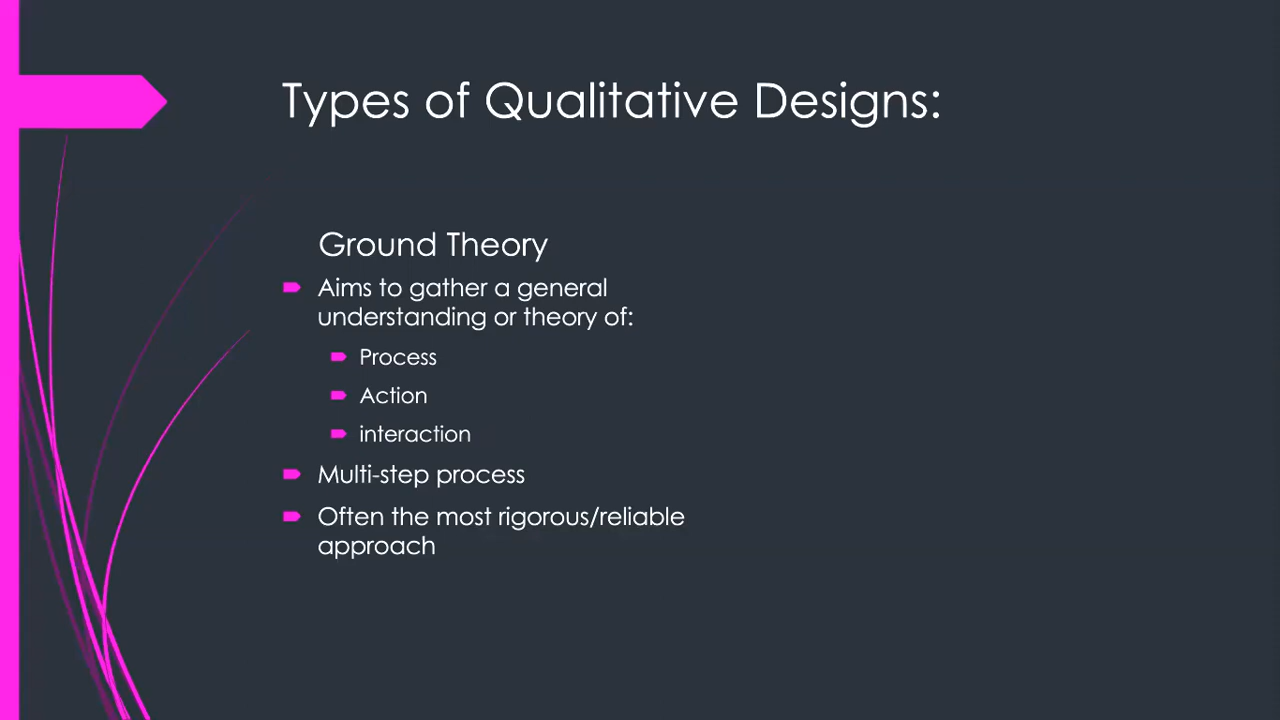 Types of Qualitative Designs:
Ground Theory
Aims to gather a general
understanding or theory of:
Process
Action
interaction
Multi-step process
Often the most rigorous/reliable
approach